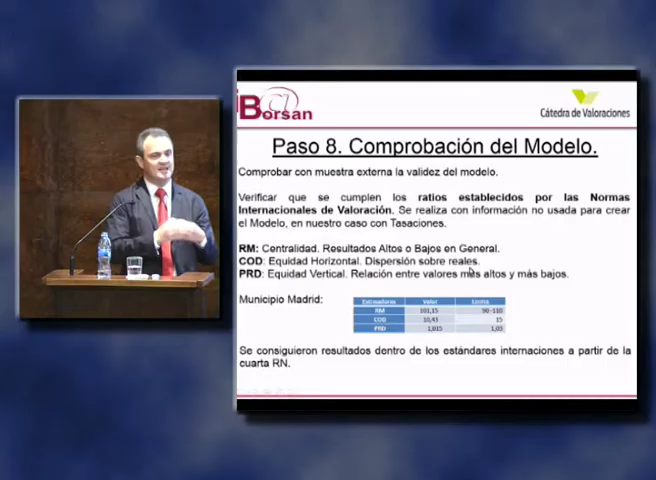 Borsan
Cátedra de Valoraciones
Paso 8. Comprobación del Modelo.
Comprobar con muestra externa la validez del modelo.
Verificar que se cumplen los ratios establecidos por las Normas
Internacionales de Valoración. Se realiza con información no usada para crear
el Modelo, en nuestro caso con Tasaciones.
RM: Centralidad. Resultados Altos o Bajos en General.
COD: Equidad Horizontal. Dispersión sobre reales.
PRD: Equidad Vertical. Relación entre valores más altos y más bajos.
Municipio Madrid:
Estimadores Valor Límite
RM 101,15 90 -110
COD 10,43 15
PRD 1,015 1,03
Se consiguieron resultados dentro de los estándares internaciones a partir de la
cuarta RN.